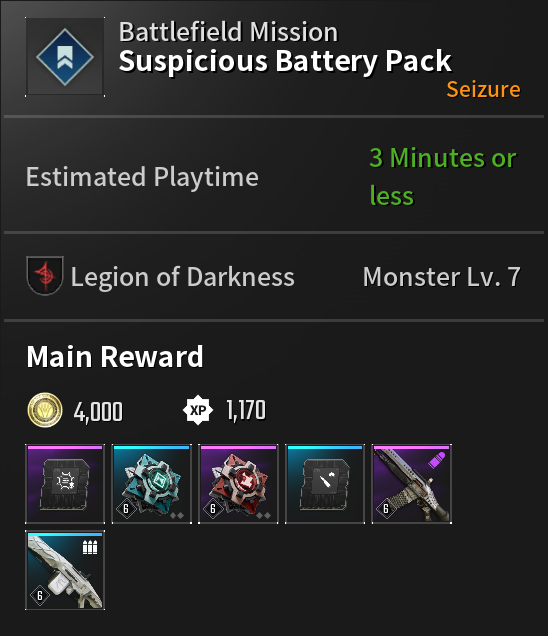 Battlefield Mission
Suspicious Battery Pack
Seizure
Estimated Playtime
3 Minutes or
less
Legion of Darkness
Monster Lv. 7
Main Reward
4,000
XP
1,170
6
6
6
6